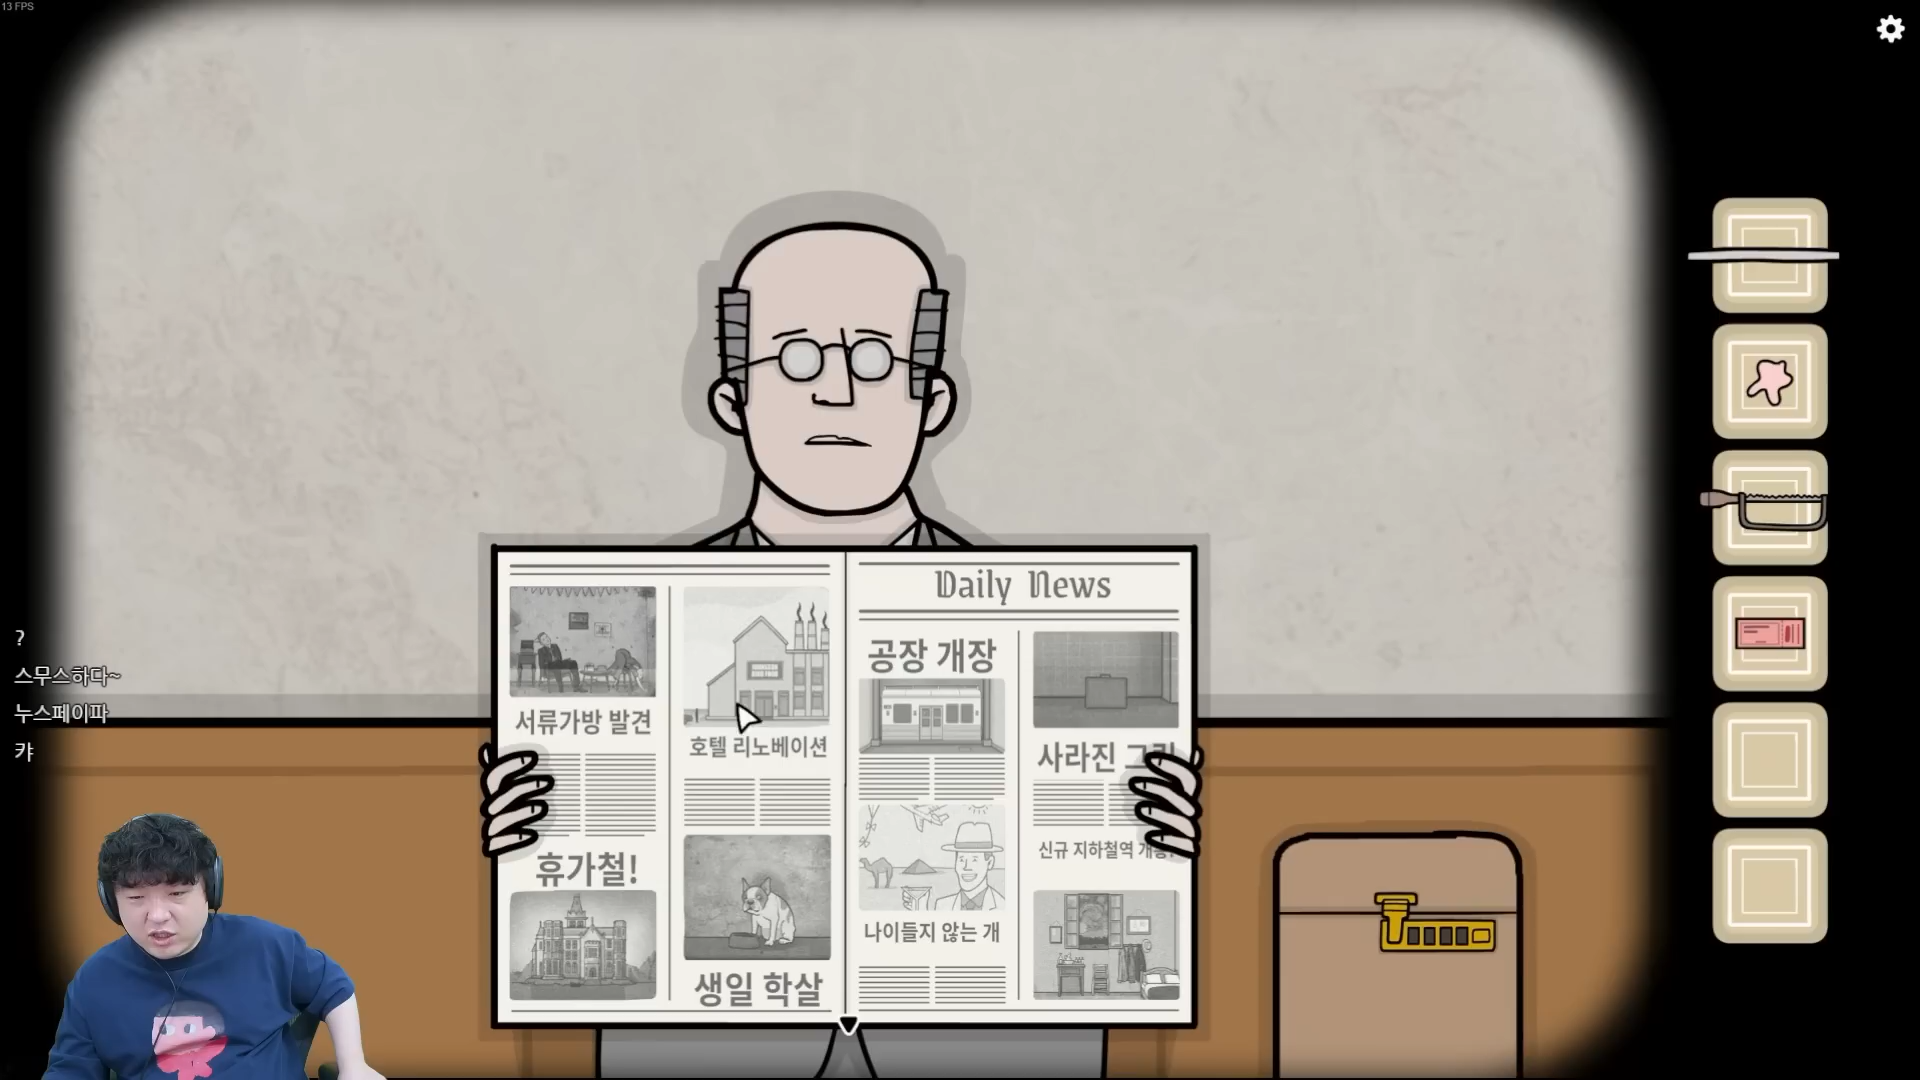 13 FPS
Daily News
서류가방 발견
호텔 리노베이션
휴가철!
생일 학살
공장 개장
나이들지 않는 개
사라진 그림
신규 지하철역 개통!
?
스무스하다~
누스페이파
캬